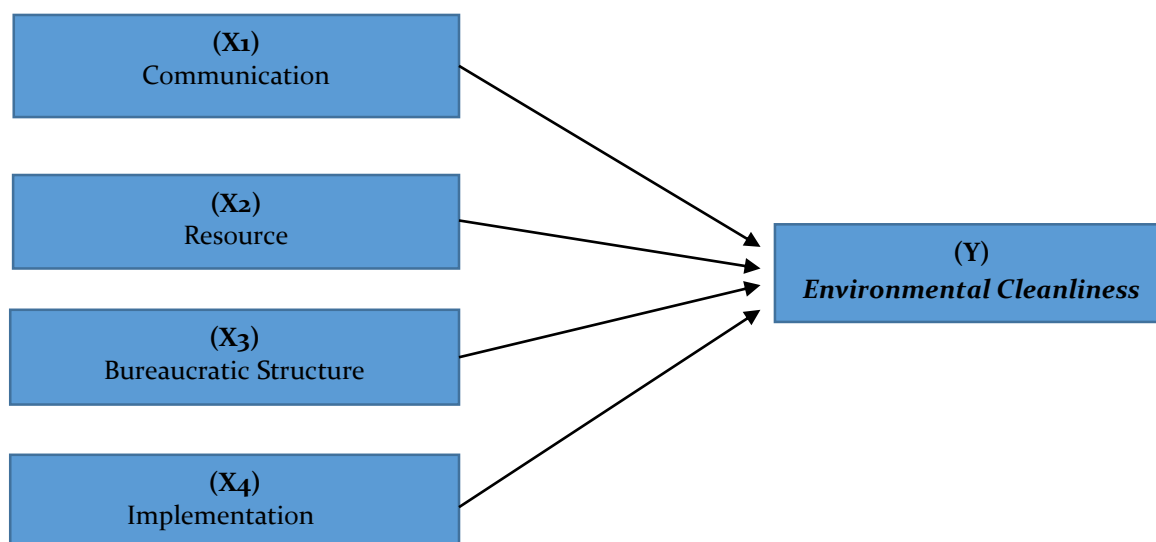 (X1)
Communication
(X2)
Resource
(X3)
Bureaucratic Structure
(X4)
Implementation
(Y)
Environmental Cleanliness